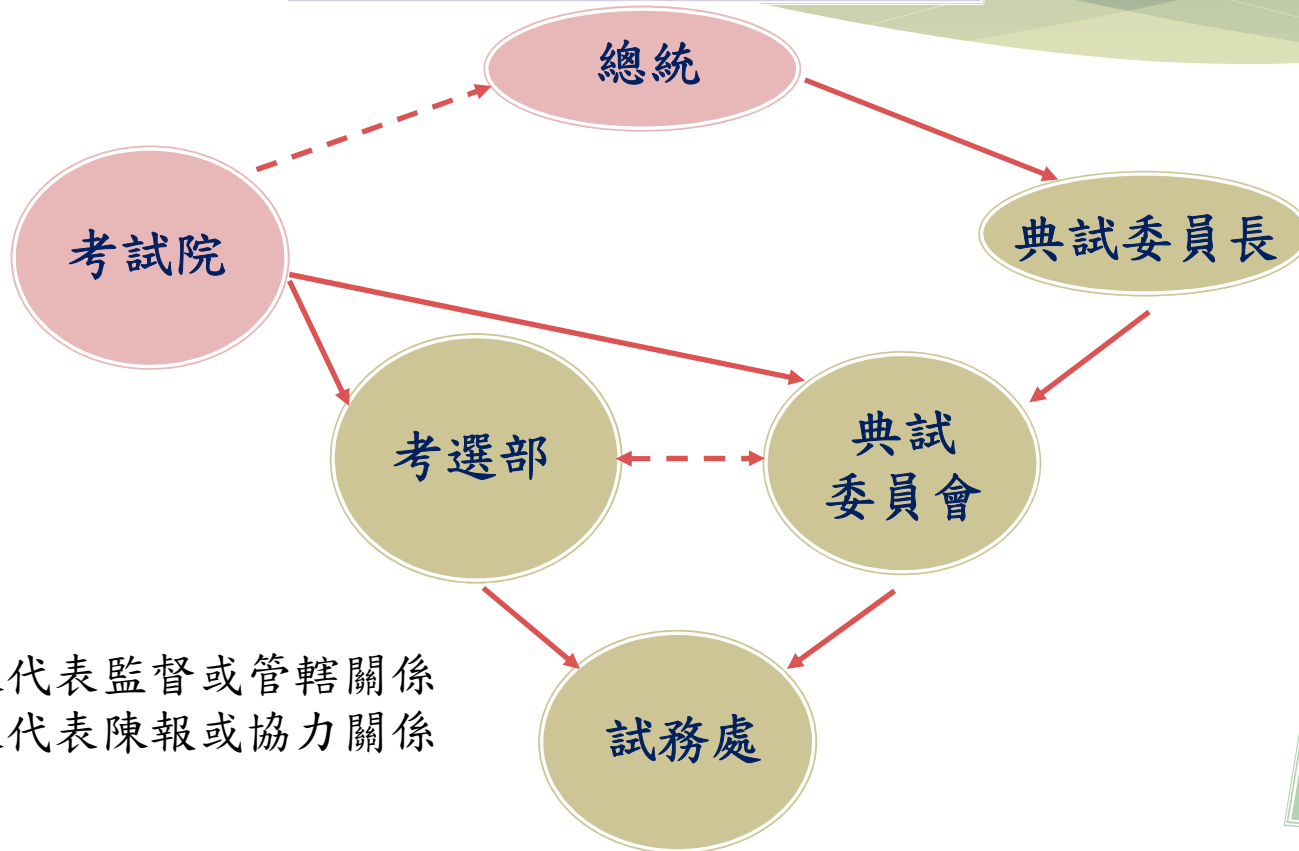 總統
考試院
典試委員長
考選部
典試
委員會
代表監督或管轄關係
代表陳報或協力關係
試務處